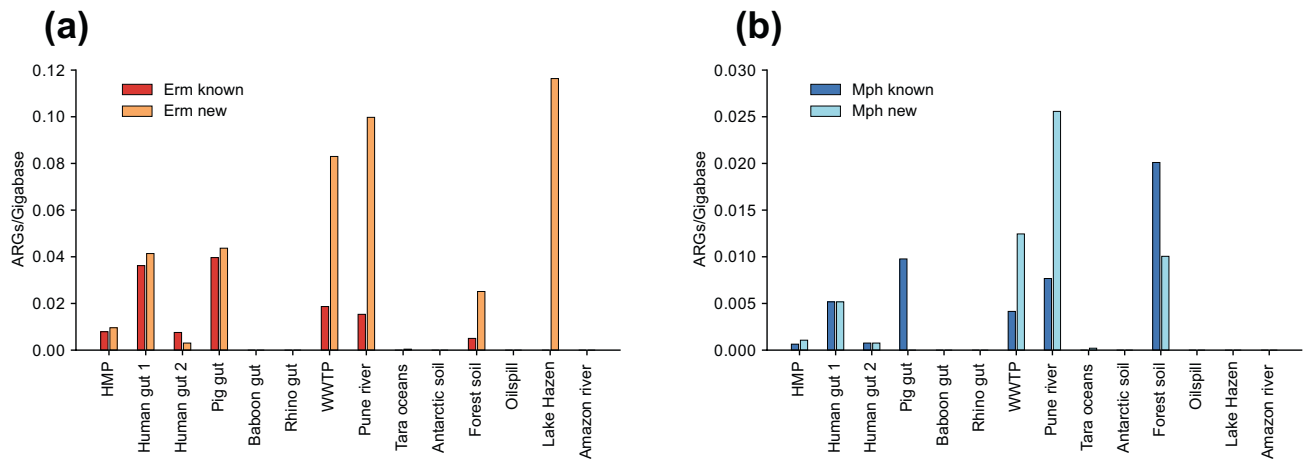 (a)
ARGs/Gigabase
0.12
0.10
0.08
0.06
0.04
0.02
0.00
Erm known
Erm new
HMP
Human gut 1
Human gut 2
Pig gut
Baboon gut
Rhino gut
WWTP
Pune river
Tara oceans
Antarctic soil
Forest soil
Oilspill
Lake Hazen
Amazon river
(b)
ARGs/Gigabase
0.030
0.025
0.020
0.015
0.010
0.005
0.000
Mph known
Mph new
HMP
Human gut 1
Human gut 2
Pig gut
Baboon gut
Rhino gut
WWTP
Pune river
Tara oceans
Antarctic soil
Forest soil
Oilspill
Lake Hazen
Amazon river